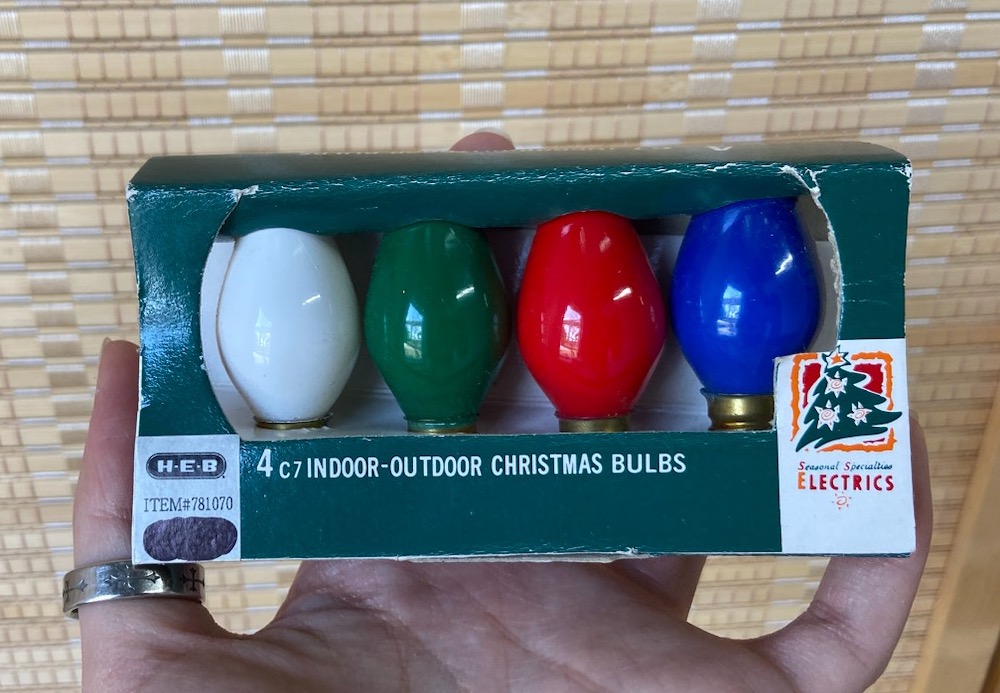 H-E-B
ITEM#781070
4 C7 INDOOR-OUTDOOR CHRISTMAS BULBS
Seasonal Specialties
ELECTRICS